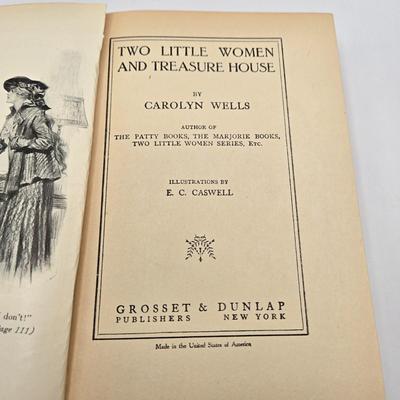 TWO LITTLE WOMEN
AND TREASURE HOUSE
BY
CAROLYN WELLS
AUTHOR OF
THE PATTY BOOKS, THE MARJORIE BOOKS,
TWO LITTLE WOMEN SERIES, ETC.
ILLUSTRATIONS BY
E. C. CASWELL
GROSSET & DUNLAP
PUBLISHERS NEW YORK
Made in the United States of America
don't!"
age 111)